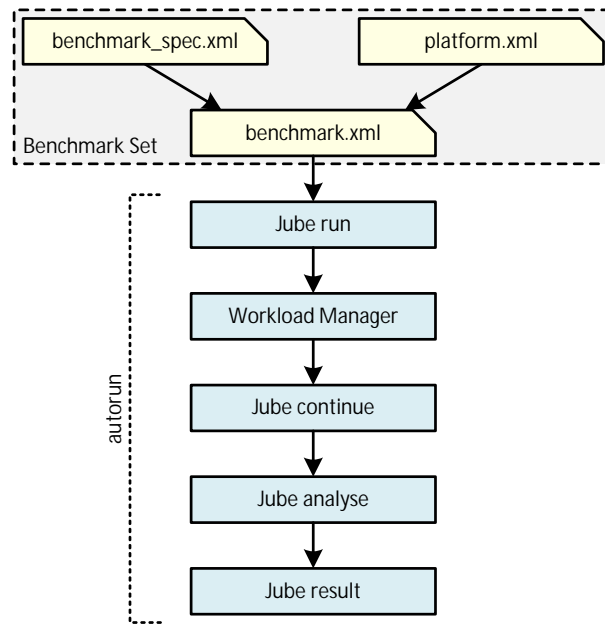 benchmark_spec.xml
platform.xml
benchmark.xml
Benchmark Set
Jube run
Workload Manager
Jube continue
Jube analyse
Jube result
autorun